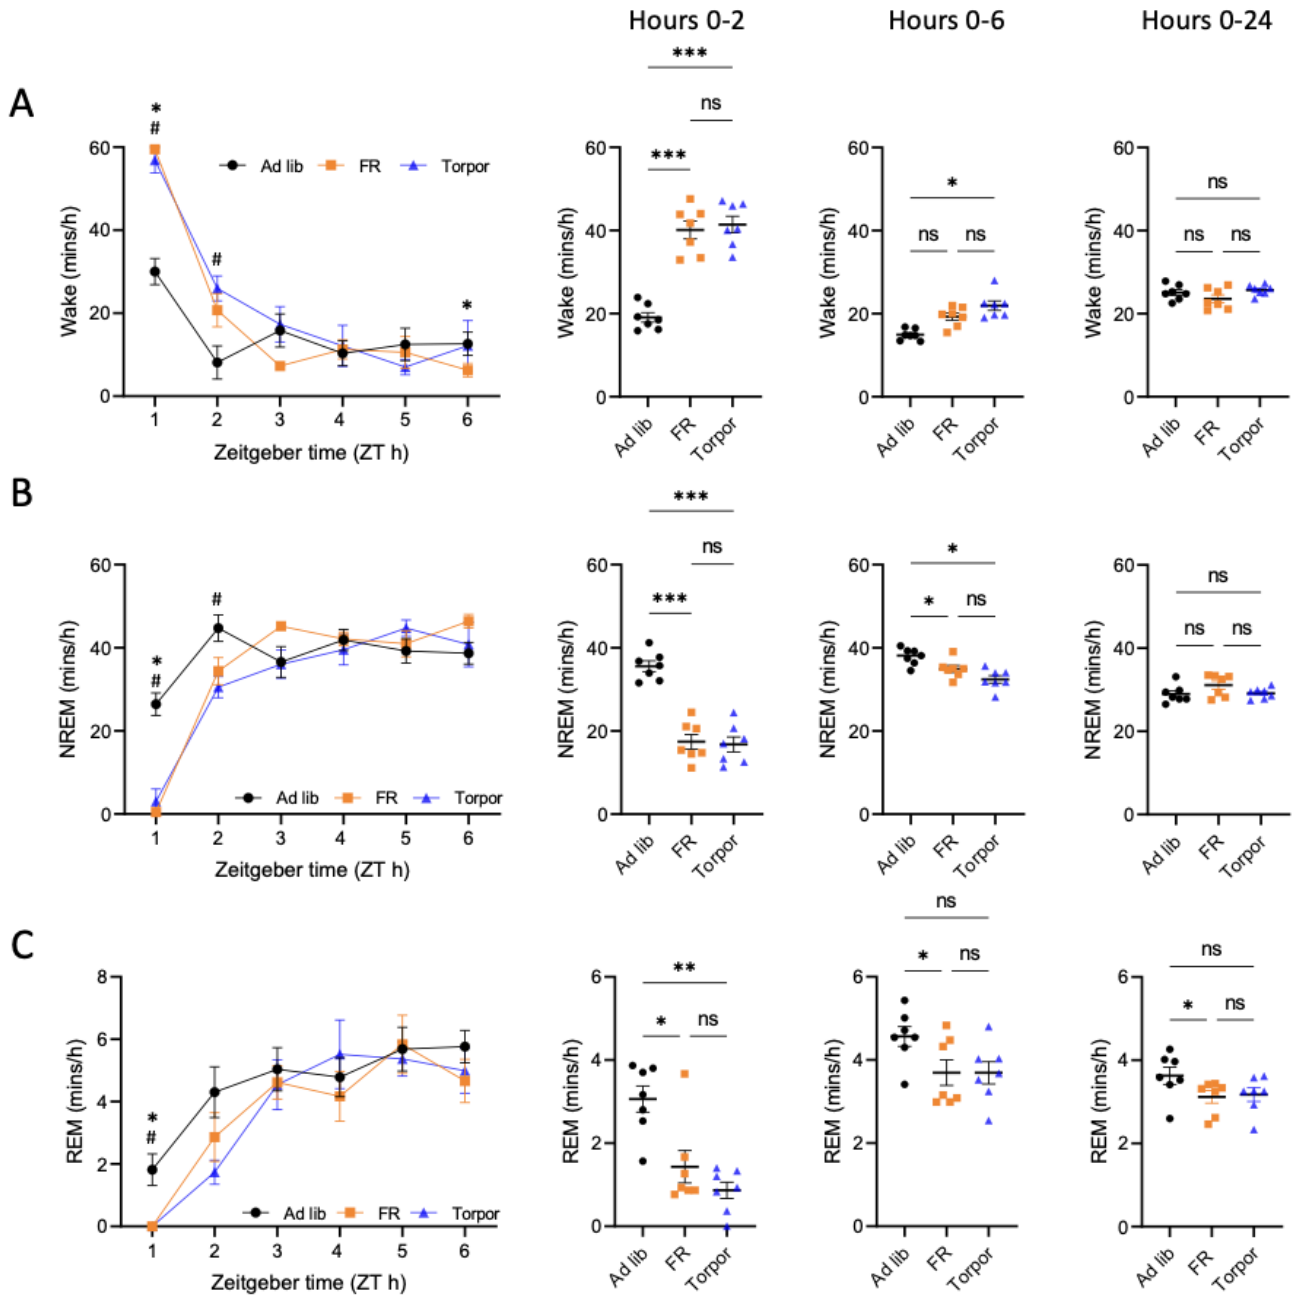 Hours 0-2 Hours 0-6 Hours 0-24
A
*
#
#
*
Ad lib FR Torpor
60
40
20
0
Wake (mins/h)
1 2 3 4 5 6
Zeitgeber time (ZT h)
***
ns
***
60
40
20
0
Wake (mins/h)
Ad lib FR Torpor
*
ns ns
60
40
20
0
Wake (mins/h)
Ad lib FR Torpor
ns
ns ns
60
40
20
0
Wake (mins/h)
Ad lib FR Torpor
B
*
#
#
60
40
20
0
NREM (mins/h)
Ad lib FR Torpor
1 2 3 4 5 6
Zeitgeber time (ZT h)
***
ns
***
60
40
20
0
NREM (mins/h)
Ad lib FR Torpor
*
* ns
60
40
20
0
NREM (mins/h)
Ad lib FR Torpor
ns
ns ns
60
40
20
0
NREM (mins/h)
Ad lib FR Torpor
C
*
#
8
6
4
2
0
REM (mins/h)
Ad lib FR Torpor
1 2 3 4 5 6
Zeitgeber time (ZT h)
**
* ns
6
4
2
0
REM (mins/h)
Ad lib FR Torpor
ns
* ns
6
4
2
0
REM (mins/h)
Ad lib FR Torpor
ns
* ns
6
4
2
0
REM (mins/h)
Ad lib FR Torpor